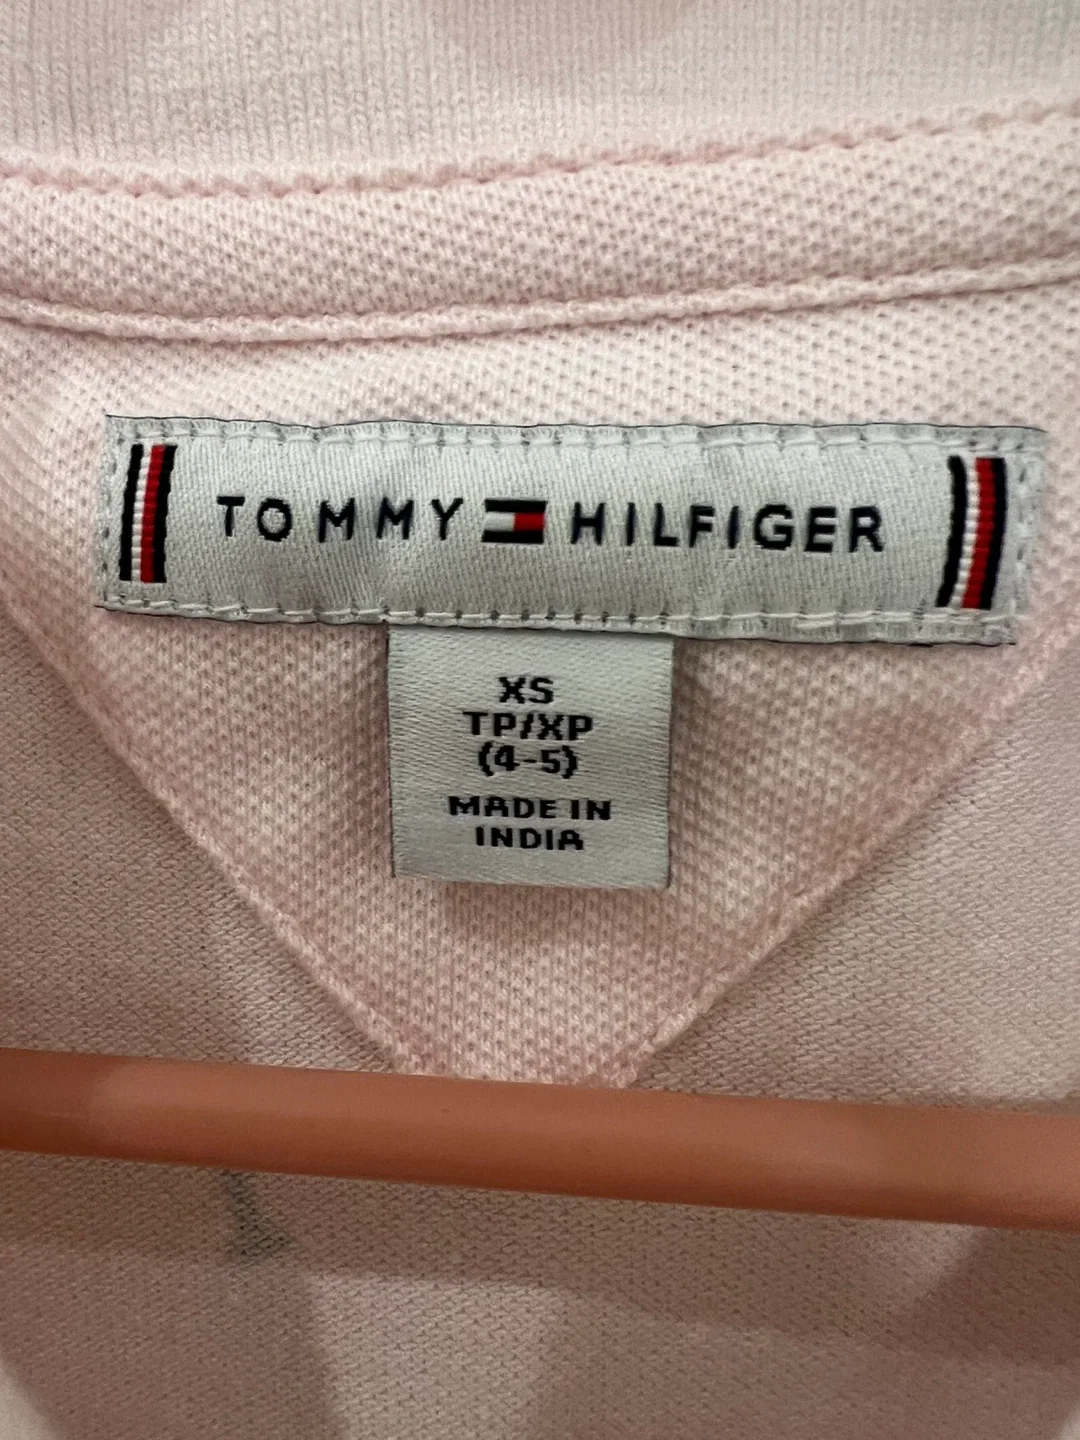 TOMMY HILFIGER
XS
TP/XP
(4-5)
MADE IN
INDIA